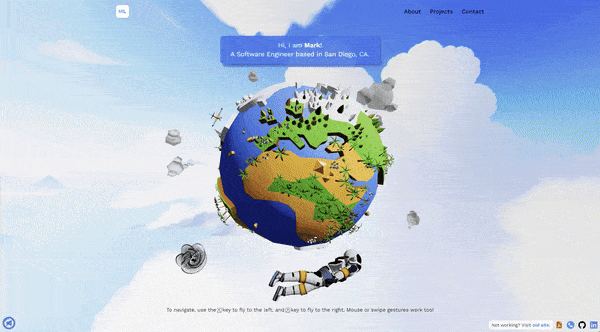 ML
About Projects Contact
Hi, I am Mark!
A Software Engineer based in San Diego, CA.
To navigate, use the key to fly to the left, and key to fly to the right. Mouse or swipe gestures work too!
Not working? Visit old site.